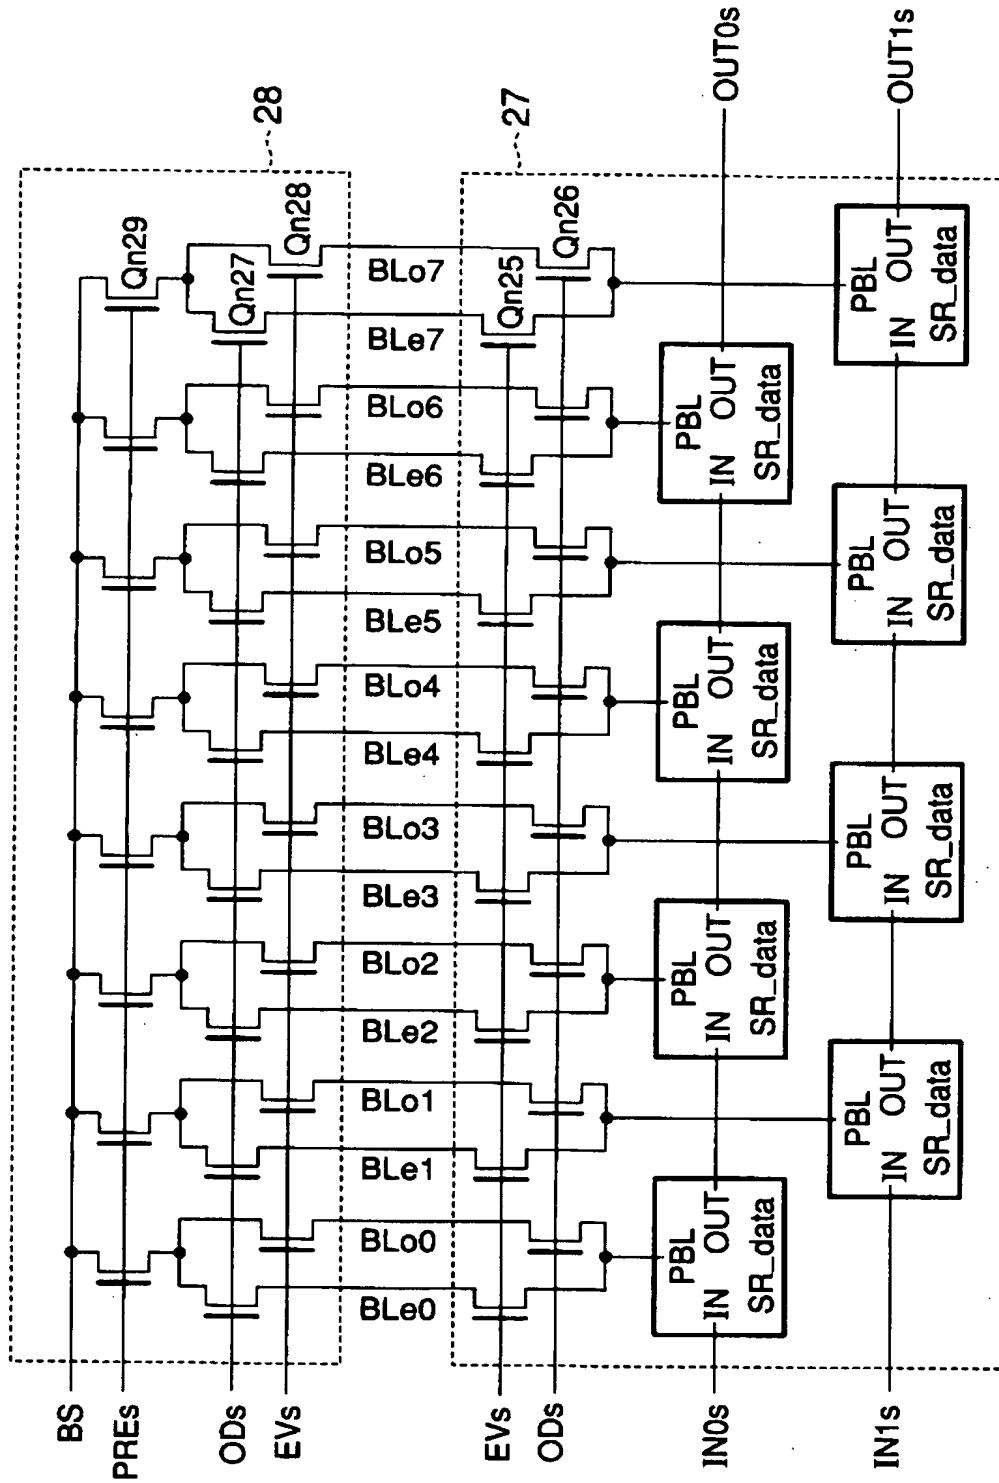 28
27
BS
PREs
ODs
EVs
EVs
ODs
IN0s
IN1s
OUT0s
OUT1s
Qn29
Qn28
Qn27
Qn26
Qn25
BLe0
BLo0
BLe1
BLo1
BLe2
BLo2
BLe3
BLo3
BLe4
BLo4
BLe5
BLo5
BLe6
BLo6
BLe7
BLo7
PBL
IN OUT
SR_data
PBL
IN OUT
SR_data
PBL
IN OUT
SR_data
PBL
IN OUT
SR_data
PBL
IN OUT
SR_data
PBL
IN OUT
SR_data
PBL
IN OUT
SR_data
PBL
IN OUT
SR_data